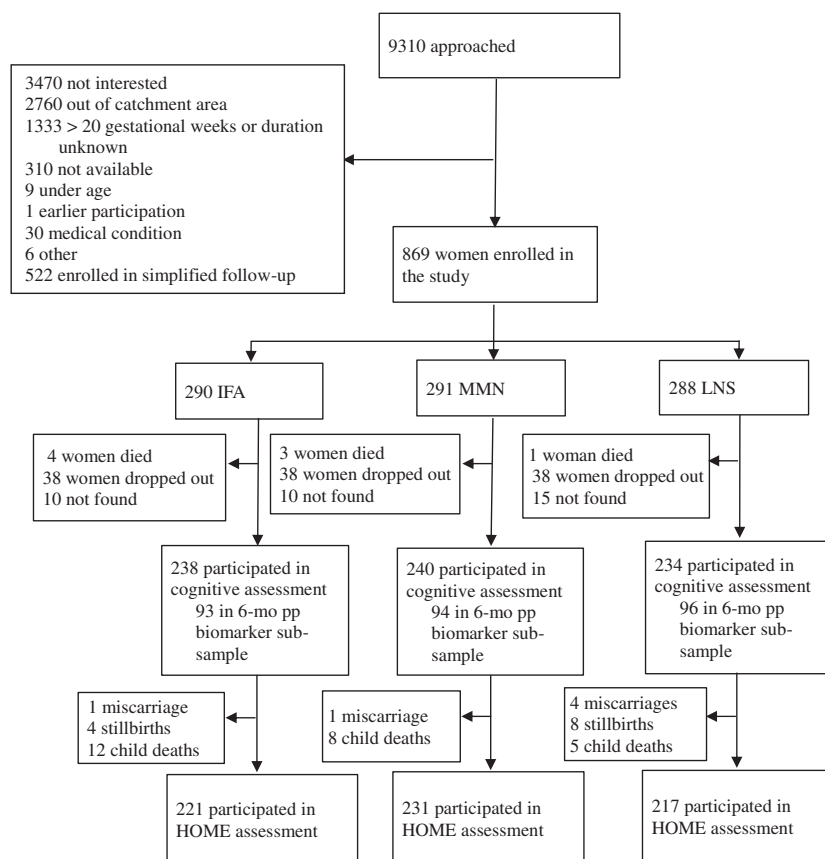 9310 approached
3470 not interested
2760 out of catchment area
1333 > 20 gestational weeks or duration
unknown
310 not available
9 under age
1 earlier participation
30 medical condition
6 other
522 enrolled in simplified follow-up
869 women enrolled in
the study
290 IFA
291 MMN
288 LNS
4 women died
38 women dropped out
10 not found
3 women died
38 women dropped out
10 not found
1 woman died
38 women dropped out
15 not found
238 participated in
cognitive assessment
93 in 6-mo pp
biomarker sub-
sample
240 participated in
cognitive assessment
94 in 6-mo pp
biomarker sub-
sample
234 participated in
cognitive assessment
96 in 6-mo pp
biomarker sub-
sample
1 miscarriage
4 stillbirths
12 child deaths
1 miscarriage
8 child deaths
4 miscarriages
8 stillbirths
5 child deaths
221 participated in
HOME assessment
231 participated in
HOME assessment
217 participated in
HOME assessment